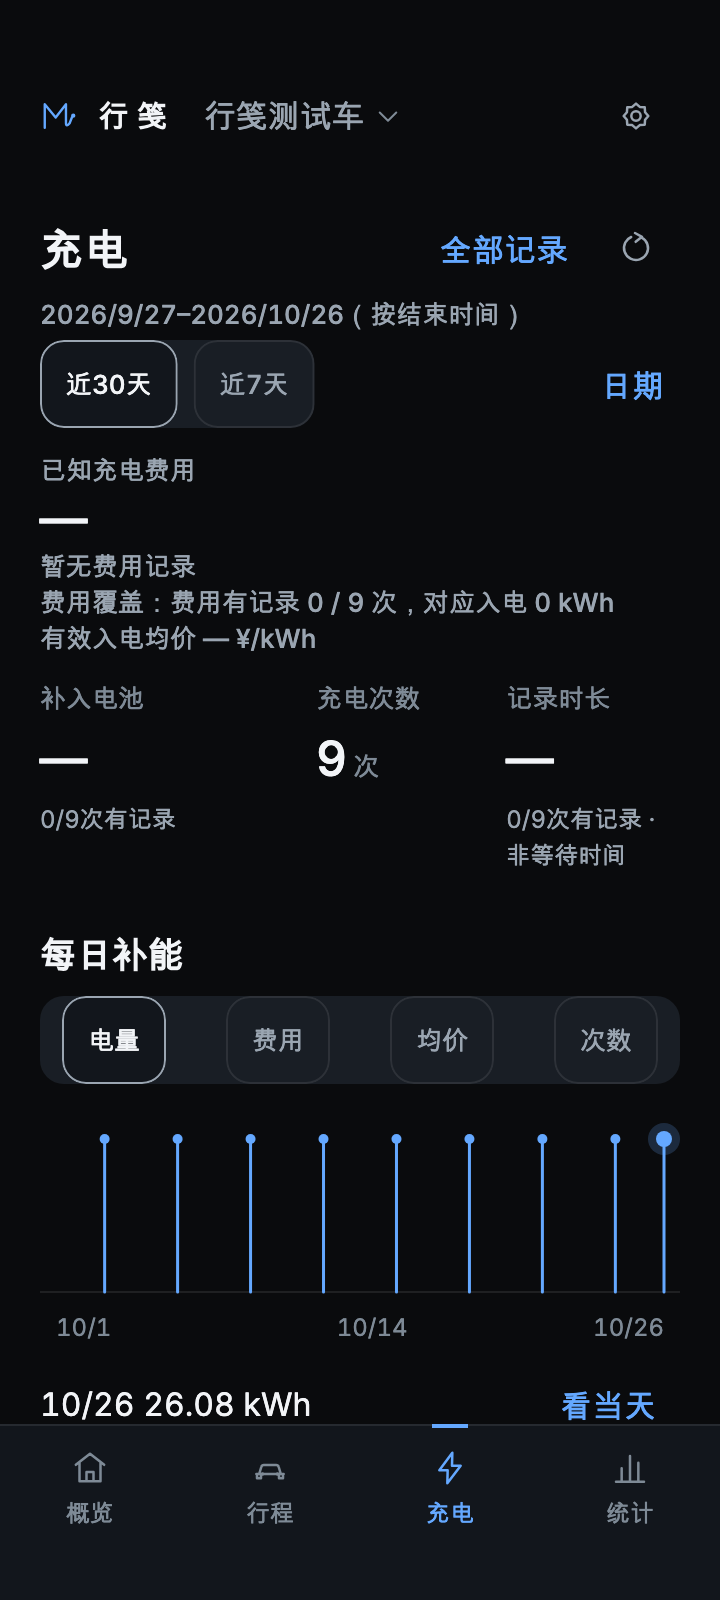 行笺 行笺测试车
充电 全部记录
2026/9/27–2026/10/26（按结束时间）
近30天 近7天 日期
已知充电费用
—
暂无费用记录
费用覆盖：费用有记录 0 / 9 次，对应入电 0 kWh
有效入电均价 — ¥/kWh
补入电池 充电次数 记录时长
— 9 次 —
0/9次有记录 0/9次有记录 ·
非等待时间
每日补能
电量 费用 均价 次数
10/1 10/14 10/26
10/26 26.08 kWh 看当天
概览 行程 充电 统计